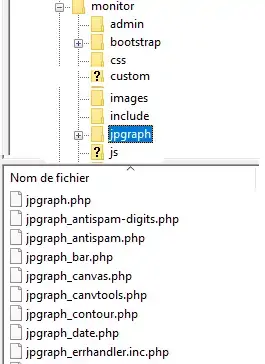 monitor
admin
bootstrap
css
custom
images
include
jpgraph
js
Nom de fichier
jpgraph.php
jpgraph_antispam-digits.php
jpgraph_antispam.php
jpgraph_bar.php
jpgraph_canvas.php
jpgraph_canvtools.php
jpgraph_contour.php
jpgraph_date.php
jpgraph_errhandler.inc.php